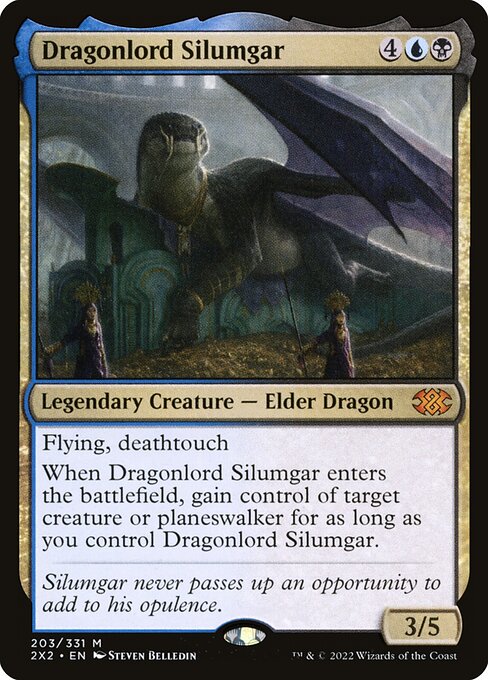 Dragonlord Silumgar 4
Legendary Creature — Elder Dragon
Flying, deathtouch
When Dragonlord Silumgar enters
the battlefield, gain control of target
creature or planeswalker for as long as
you control Dragonlord Silumgar.
Silumgar never passes up an opportunity to
add to his opulence.
3/5
203/331 M
2X2 • EN Steven Belledin
™ & © 2022 Wizards of the Coast